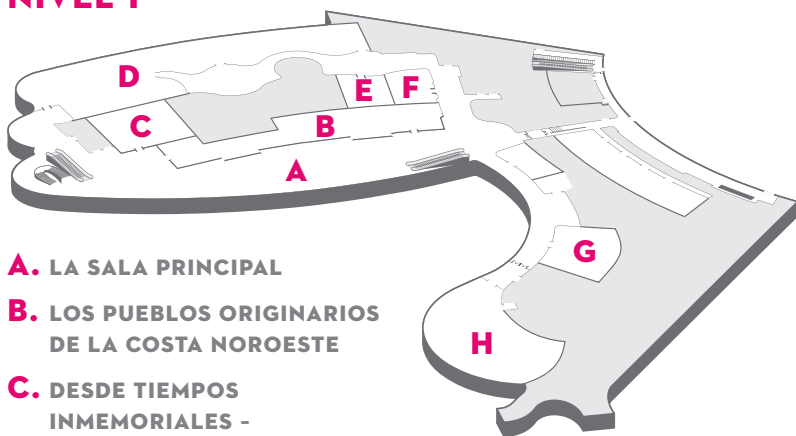 NIVEL 1
D
E
F
C
B
A
G
H
A. LA SALA PRINCIPAL
B. LOS PUEBLOS ORIGINARIOS
DE LA COSTA NOROESTE
C. DESDE TIEMPOS
INMEMORIALES -